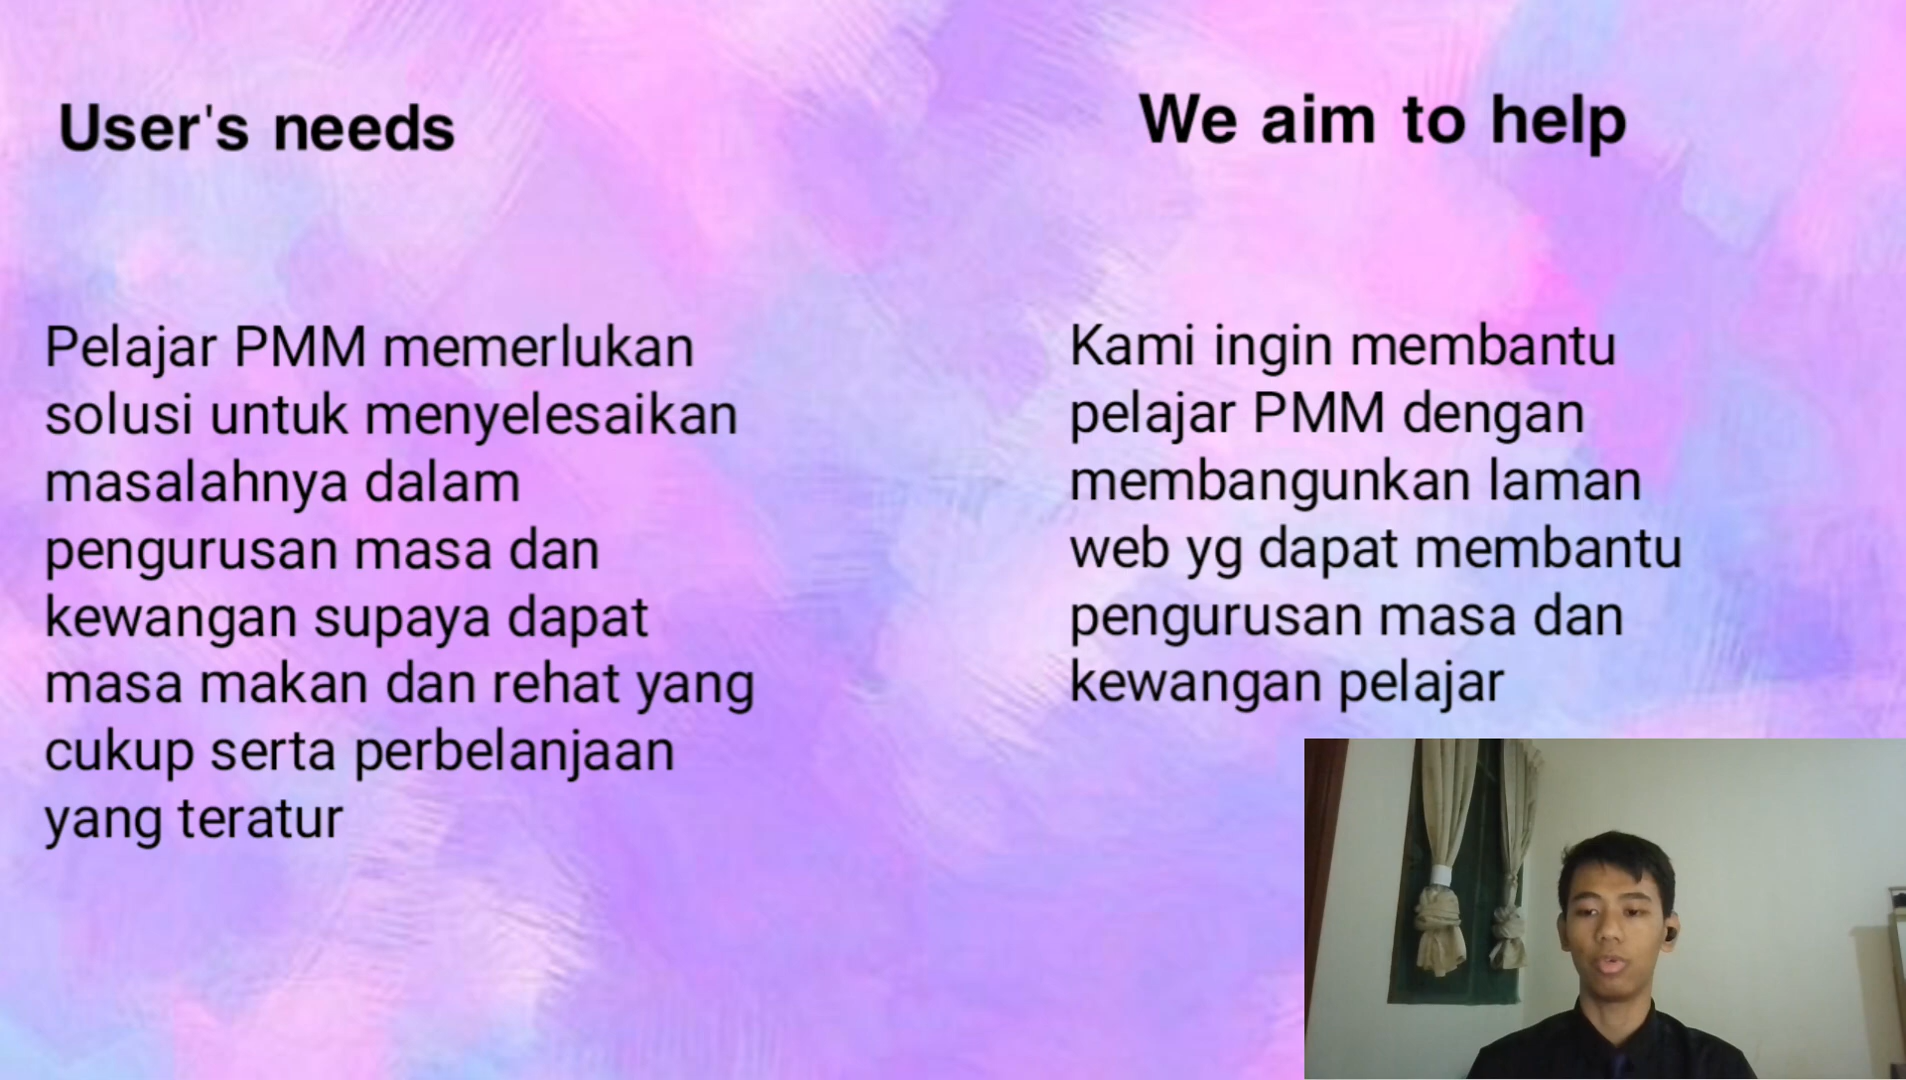 User's needs
Pelajar PMM memerlukan
solusi untuk menyelesaikan
masalahnya dalam
pengurusan masa dan
kewangan supaya dapat
masa makan dan rehat yang
cukup serta perbelanjaan
yang teratur
We aim to help
Kami ingin membantu
pelajar PMM dengan
membangunkan laman
web yg dapat membantu
pengurusan masa dan
kewangan pelajar